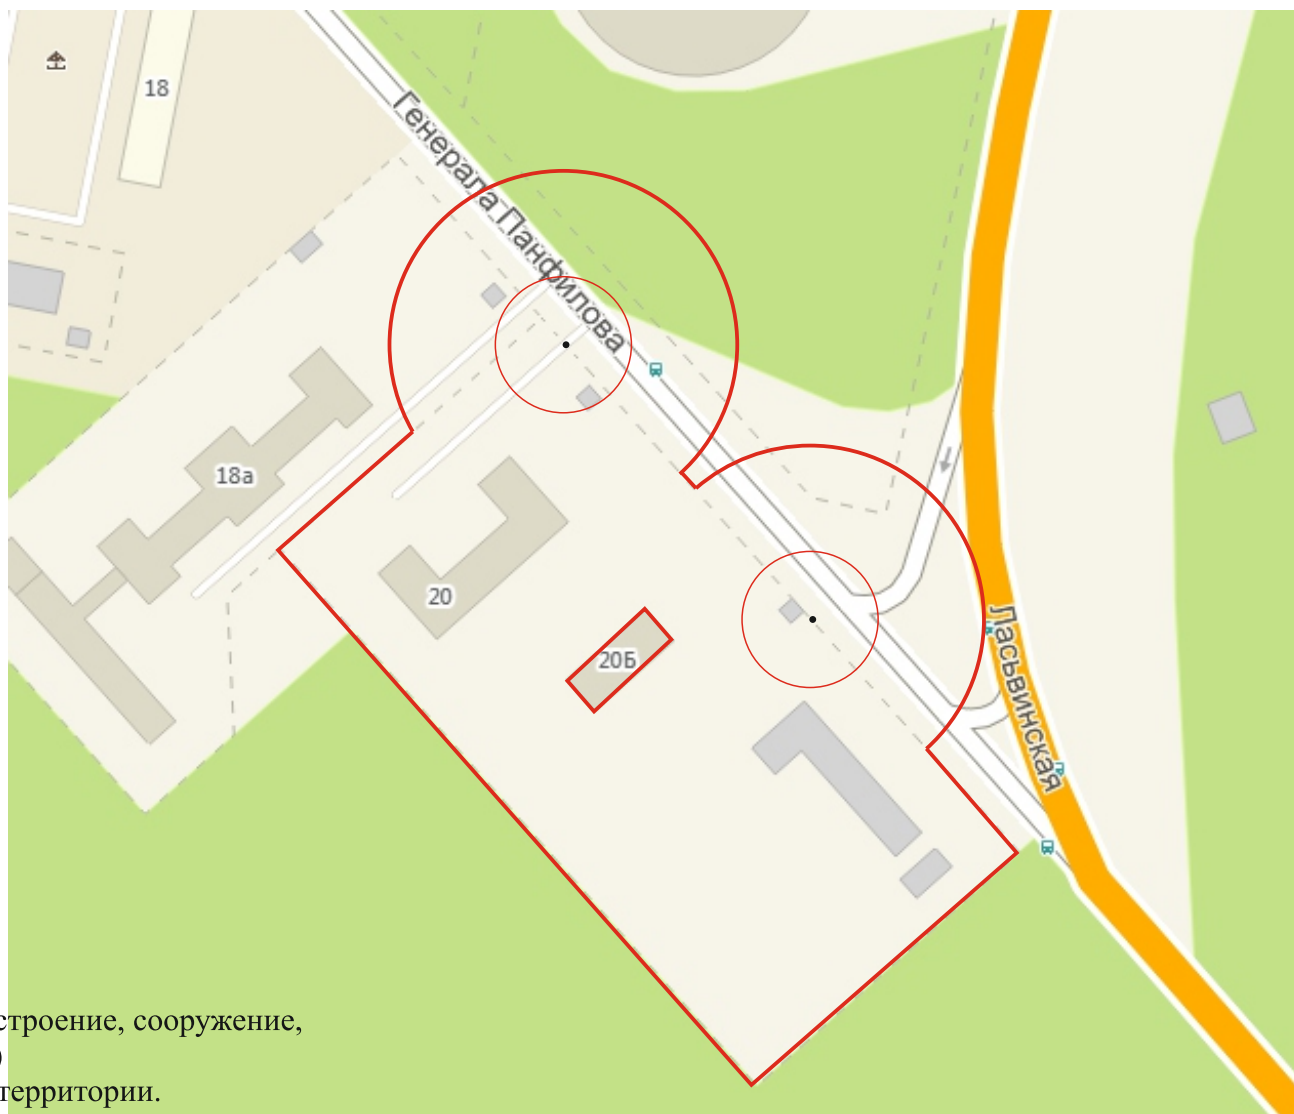 18
Генерала Панфилова
18а
20
20Б
Ласьвинская
строение, сооружение,
)
территории.